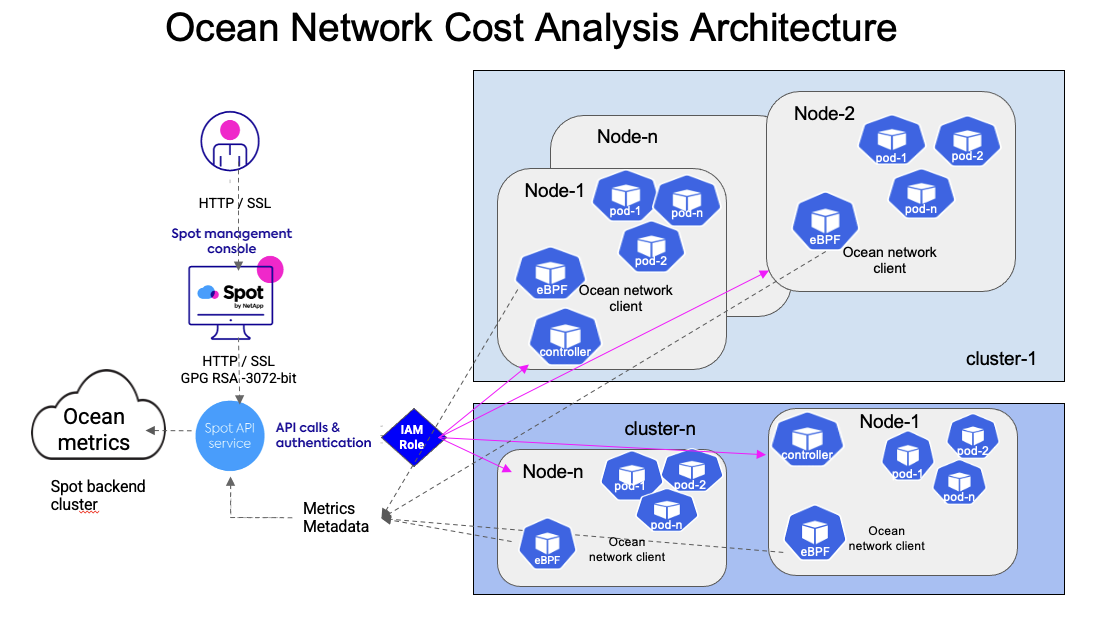 Ocean Network Cost Analysis Architecture
HTTP / SSL
Spot management
console
Spot
by NetApp
HTTP / SSL
GPG RSA -3072-bit
Ocean
metrics
Spot API
service
API calls &
authentication
IAM
Role
Spot backend
cluster
Metrics
Metadata
Node-n
Node-1
pod-1
pod-n
pod-2
eBPF
Ocean network
client
controller
Node-2
pod-1
pod-2
pod-n
eBPF
Ocean network
client
cluster-1
cluster-n
Node-n
pod-1
pod-2
pod-n
eBPF
Ocean
network client
Node-1
controller
pod-1
pod-2
pod-n
eBPF
Ocean
network client